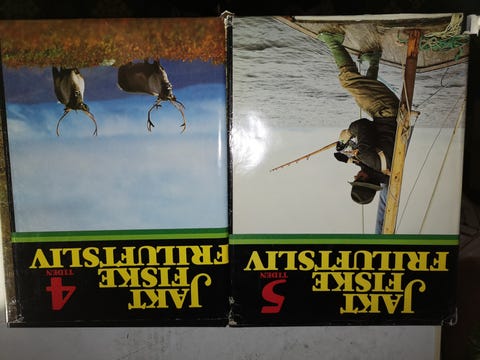 JAKT
FISKE
FRILUFTSLIV
4
TIDEN
JAKT
FISKE
FRILUFTSLIV
5
TIDEN